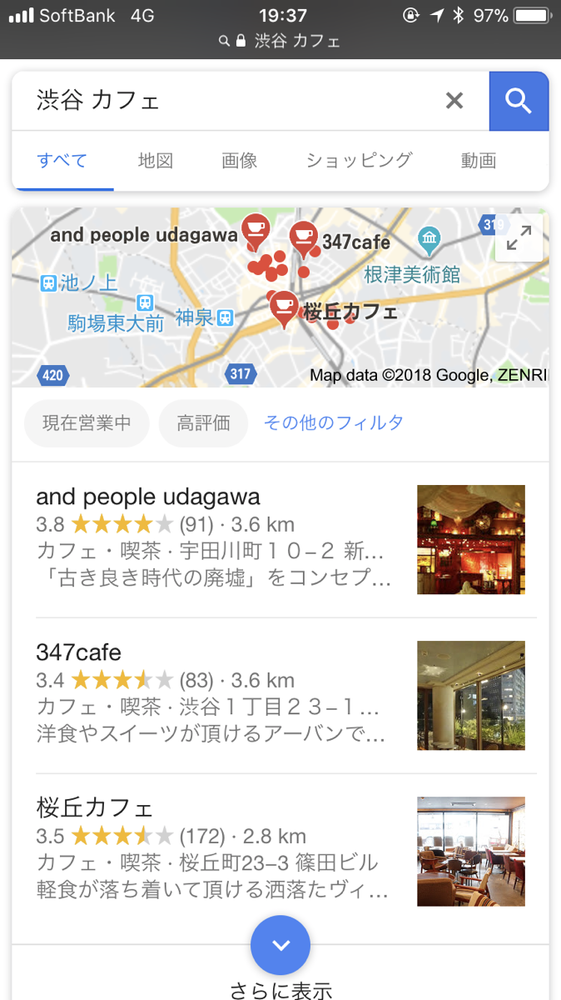 SoftBank 4G 19:37 97%
渋谷 カフェ
渋谷 カフェ
すべて 地図 画像 ショッピング 動画
and people udagawa
347cafe
319
根津美術館
池ノ上
駒場東大前
神泉
桜丘カフェ
420
317
Map data ©2018 Google, ZENRI
現在営業中 高評価 その他のフィルタ
and people udagawa
3.8 (91) · 3.6 km
カフェ・喫茶 · 宇田川町１０−２ 新...
「古き良き時代の廃墟」をコンセプ...
347cafe
3.4 (83) · 3.6 km
カフェ・喫茶 · 渋谷１丁目２３−１...
洋食やスイーツが頂けるアーバンで...
桜丘カフェ
3.5 (172) · 2.8 km
カフェ・喫茶 · 桜丘町23−3 篠田ビル
軽食が落ち着いて頂ける洒落たヴィ...
さらに表示